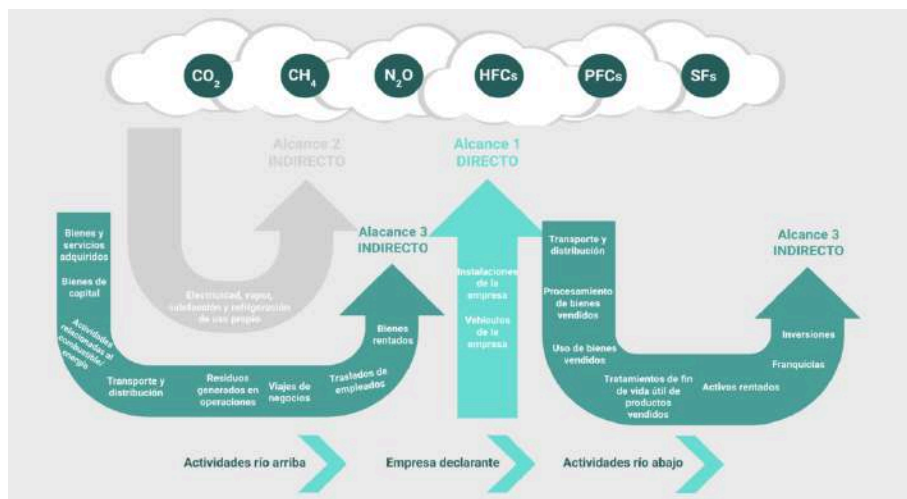 CO2
CH4
N2O
HFCs
PFCs
SFs
Alcance 2
INDIRECTO
Alcance 1
DIRECTO
Alacance 3
INDIRECTO
Alcance 3
INDIRECTO
Bienes y
servicios
adquiridos
Bienes de
capital
Actividades
relacionadas al
combustible/
energía
Transporte y
distribución
Residuos
generados en
operaciones
Viajes de
negocios
Traslados de
empleados
Bienes
rentados
Electricidad, vapor,
calefacción y refrigeración
de uso propio
Instalaciones
de la
empresa
Vehículos
de la
empresa
Transporte y
distribución
Procesamiento
de bienes
vendidos
Uso de bienes
vendidos
Tratamientos de fin
de vida útil de
productos
vendidos
Activos rentados
Franquicias
Inversiones
Actividades río arriba
Empresa declarante
Actividades río abajo